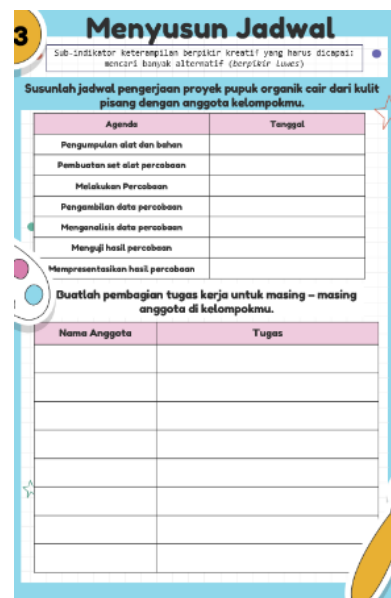 3
Menyusun Jadwal
Sub-indikator keterampilan berpikir kreatif yang harus dicapai:
mencari banyak alternatif (berpikir luwes)
Susunlah jadwal pengerjaan proyek pupuk organik cair dari kulit
pisang dengan anggota kelompokmu.
Agenda Tanggal
Pengumpulan alat dan bahan
Pembuatan set alat percobaan
Melakukan Percobaan
Pengambilan data percobaan
Menganalisis data percobaan
Menguji hasil percobaan
Mempresentasikan hasil percobaan
Buatlah pembagian tugas kerja untuk masing – masing
anggota di kelompokmu.
Nama Anggota Tugas